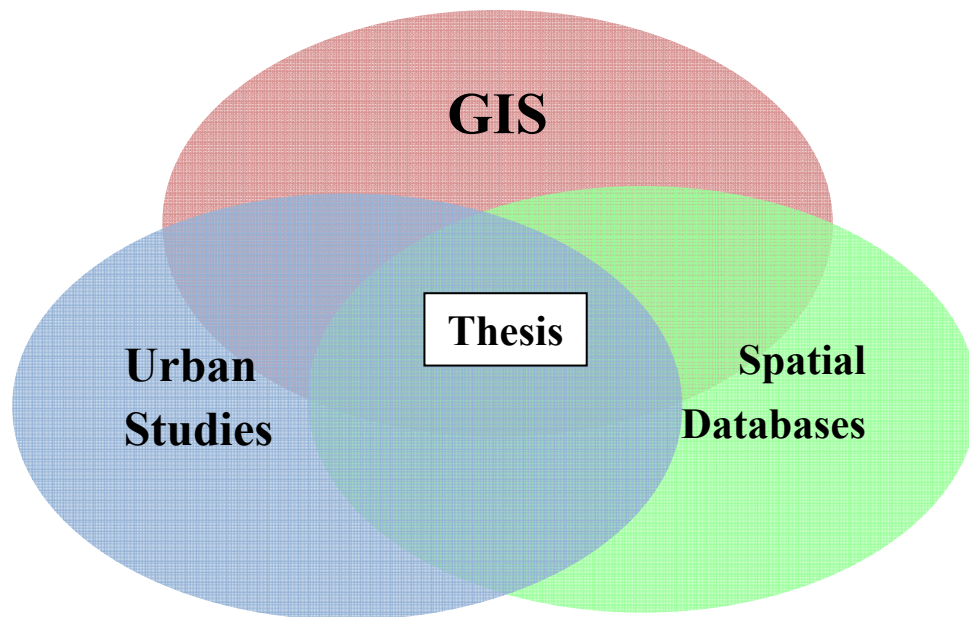 GIS
Thesis
Urban
Studies
Spatial
Databases